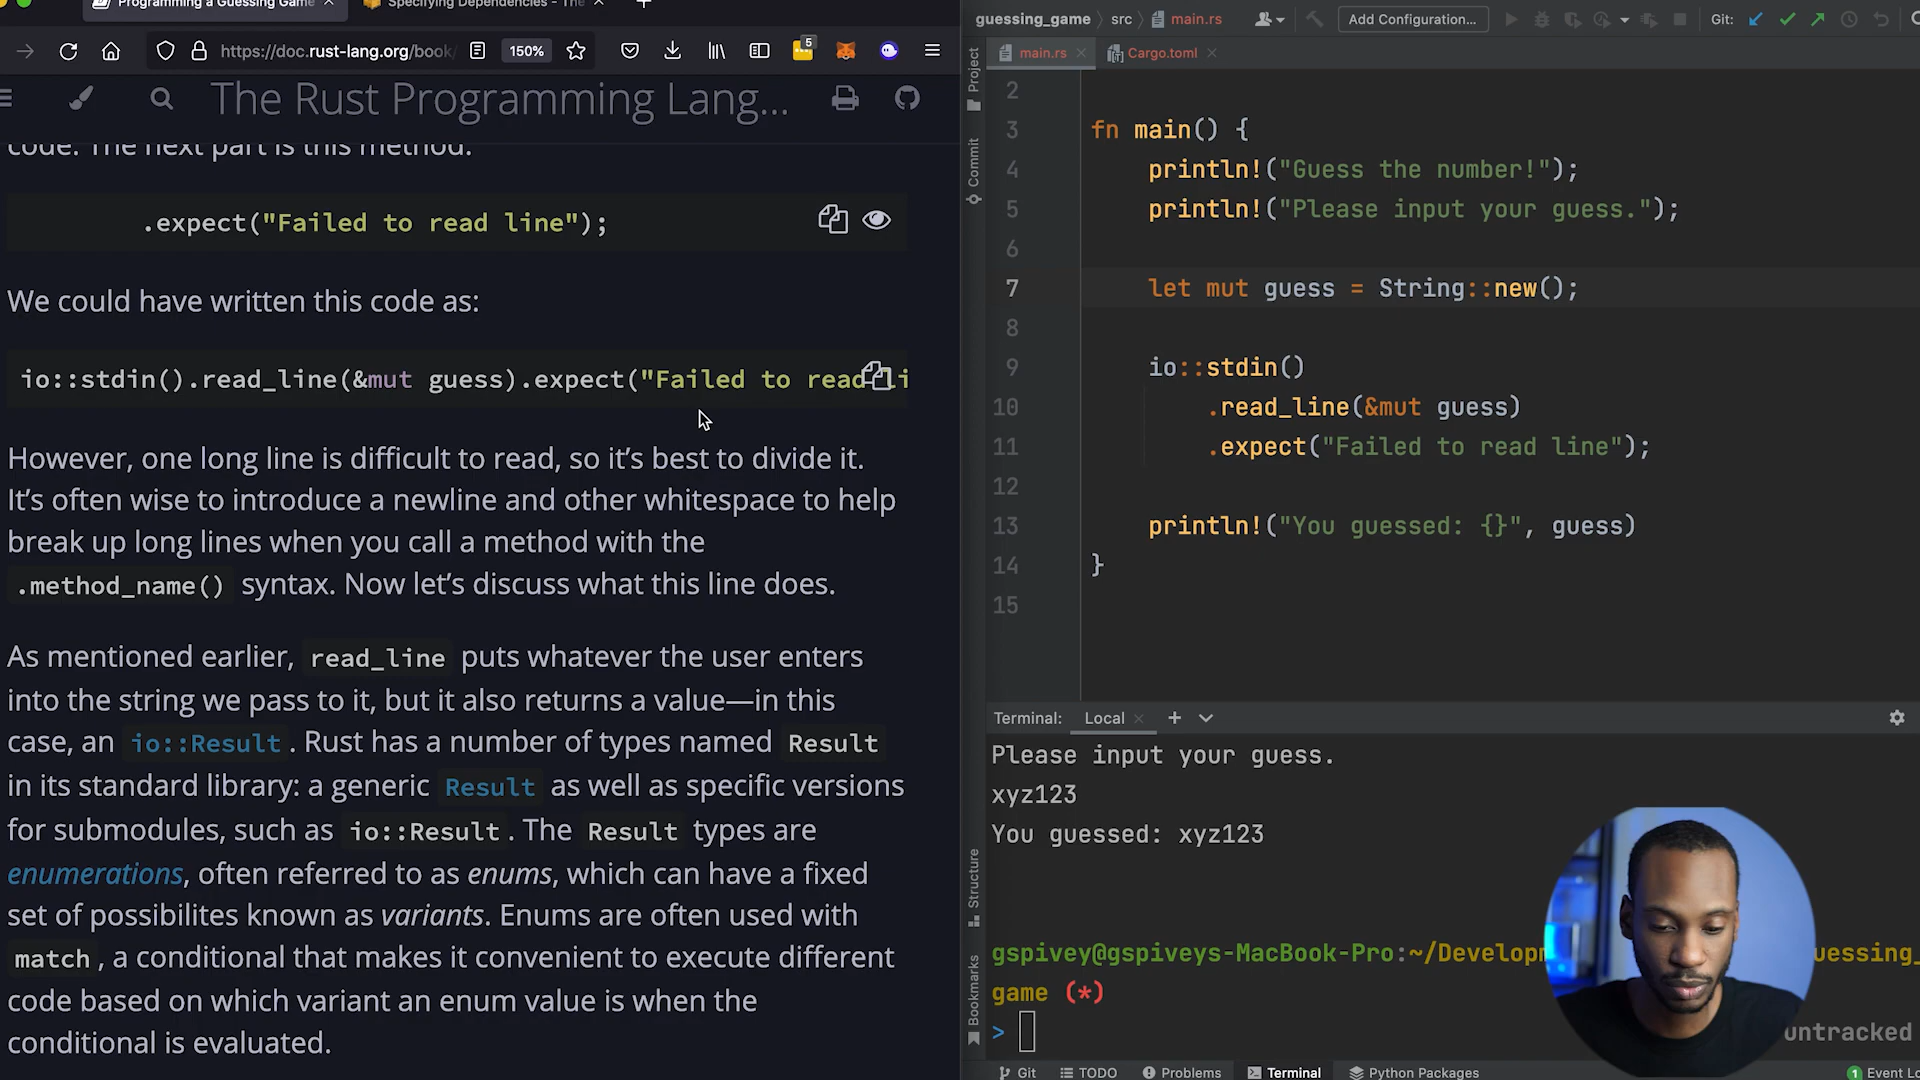 Programming a Guessing Game
Specifying Dependencies - The
https://doc.rust-lang.org/book
150%
5
The Rust Programming Lang...
code. The next part is this method:
.expect("Failed to read line");
We could have written this code as:
io::stdin().read_line(&mut guess).expect("Failed to read li
However, one long line is difficult to read, so it’s best to divide it.
It’s often wise to introduce a newline and other whitespace to help
break up long lines when you call a method with the
.method_name() syntax. Now let’s discuss what this line does.
As mentioned earlier, read_line puts whatever the user enters
into the string we pass to it, but it also returns a value—in this
case, an io::Result. Rust has a number of types named Result
in its standard library: a generic Result as well as specific versions
for submodules, such as io::Result. The Result types are
enumerations, often referred to as enums, which can have a fixed
set of possibilites known as variants. Enums are often used with
match, a conditional that makes it convenient to execute different
code based on which variant an enum value is when the
conditional is evaluated.
guessing_game src main.rs Add Configuration... Git:
main.rs Cargo.toml
Project
Commit
Structure
Bookmarks
2
3 fn main() {
4 println!("Guess the number!");
5 println!("Please input your guess.");
6
7 let mut guess = String::new();
8
9 io::stdin()
10 .read_line(&mut guess)
11 .expect("Failed to read line");
12
13 println!("You guessed: {}", guess)
14 }
15
Terminal: Local
Please input your guess.
xyz123
You guessed: xyz123
gspivey@gspiveys-MacBook-Pro:~/Developm uessing_
game (*)
> untracked
Git TODO Problems Terminal Python Packages 1 Event Lo